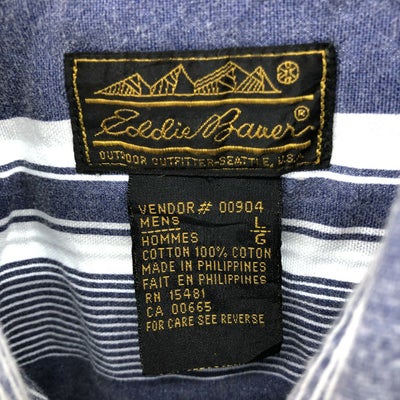 Eddie Bauer®
OUTDOOR OUTFITTER-SEATTLE, U.S.A.
VENDOR # 00904
MENS L
HOMMES G
COTTON 100% COTON
MADE IN PHILIPPINES
FAIT EN PHILIPPINES
RN 15481
CA 00665
FOR CARE SEE REVERSE